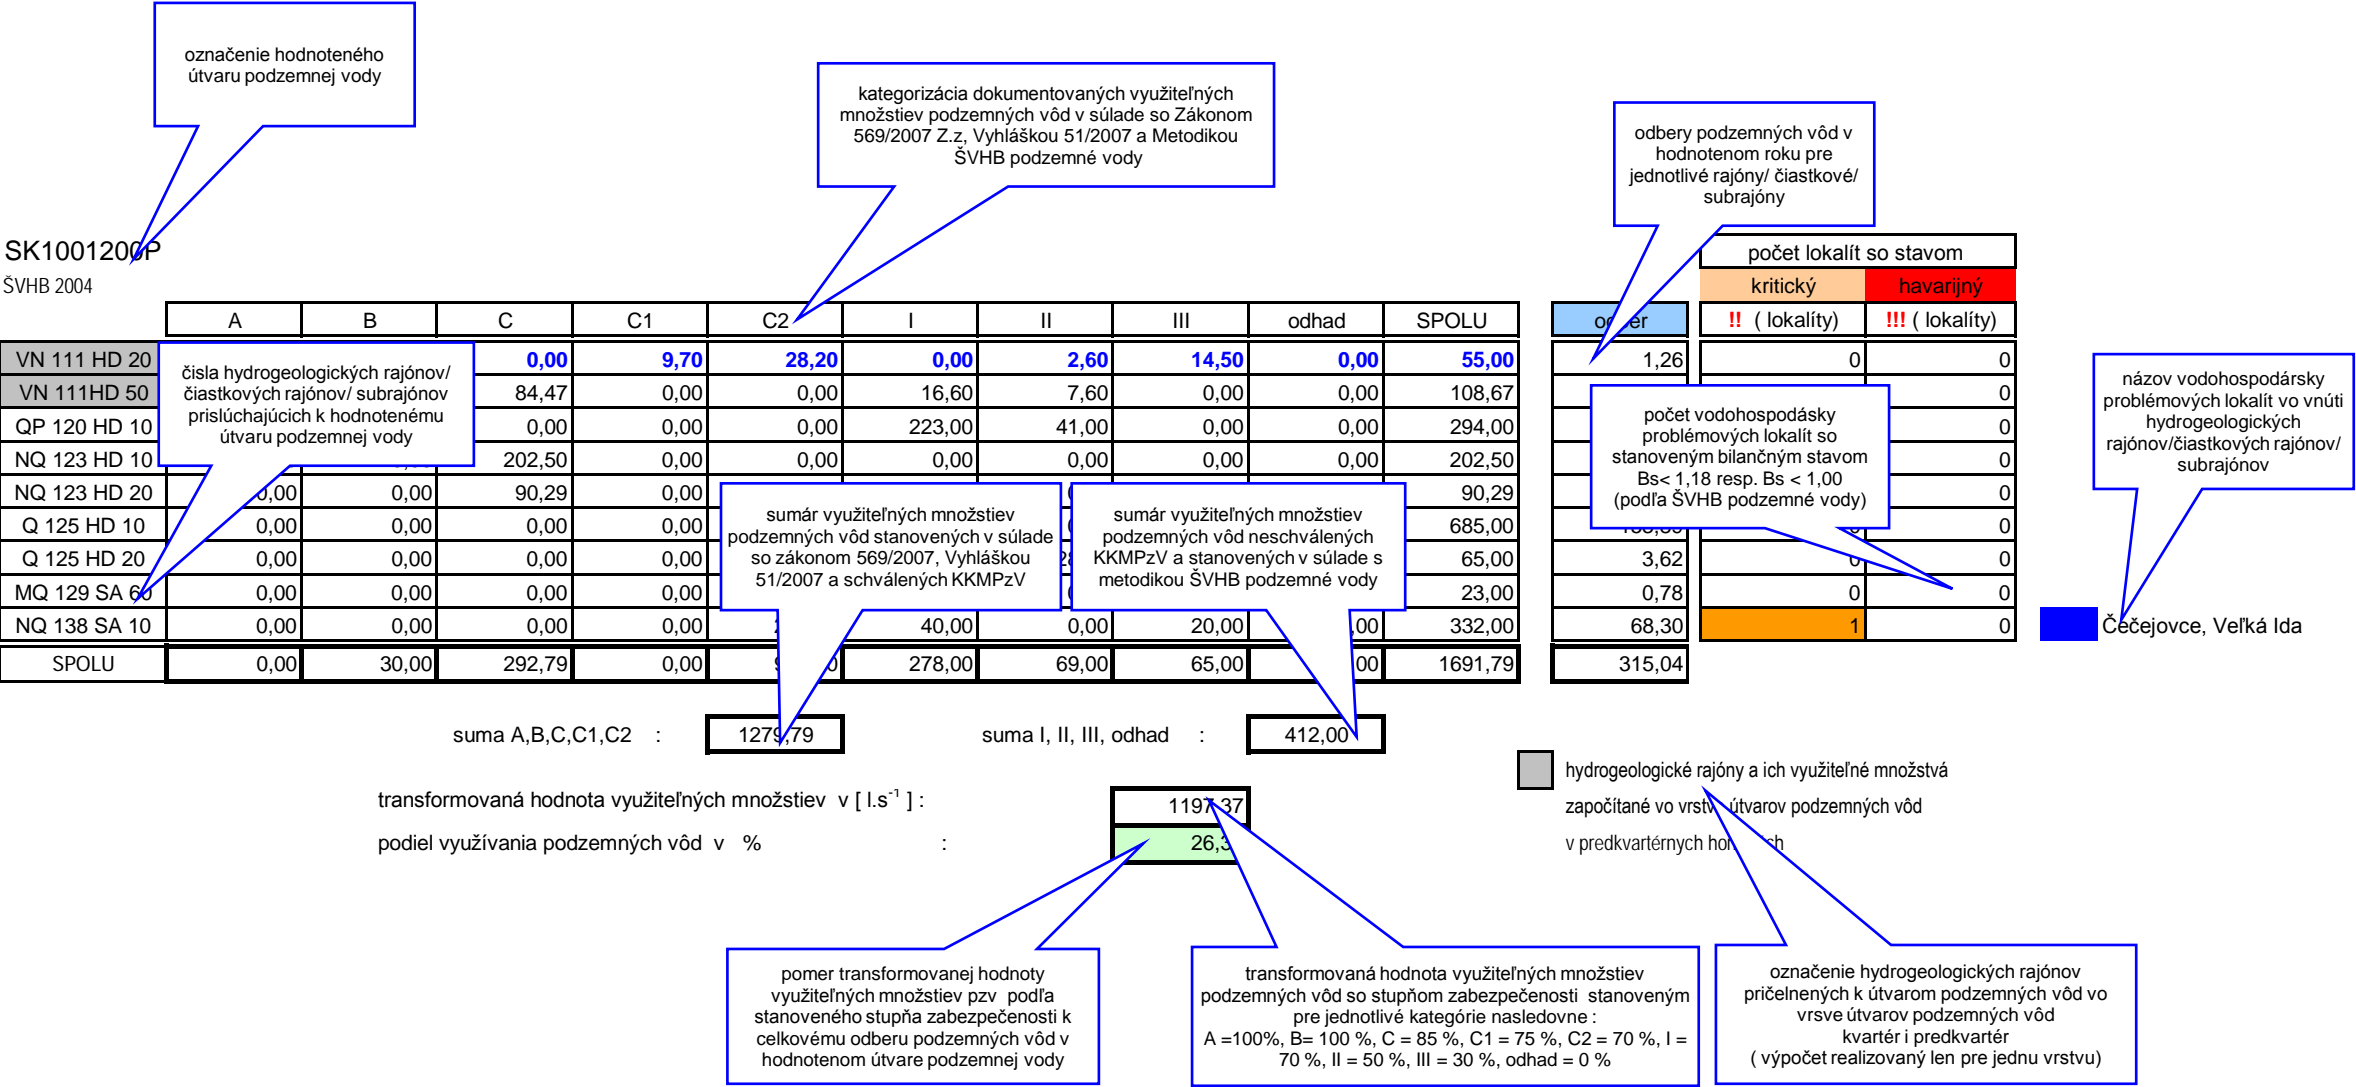 označenie hodnoteného
útvaru podzemnej vody
kategorizácia dokumentovaných využiteľných
množstiev podzemných vôd v súlade so Zákonom
569/2007 Z.z, Vyhláškou 51/2007 a Metodikou
ŠVHB podzemné vody
odbery podzemných vôd v
hodnotenom roku pre
jednotlivé rajóny/ čiastkové/
subrajóny
SK1001200P
ŠVHB 2004
počet lokalít so stavom
kritický havarijný
A B C C1 C2 I II III odhad SPOLU odber !! ( lokalíty) !!! ( lokalíty)
VN 111 HD 20 0,00 9,70 28,20 0,00 2,60 14,50 0,00 55,00 1,26 0 0
VN 111HD 50 84,47 0,00 0,00 16,60 7,60 0,00 0,00 108,67 0
QP 120 HD 10 0,00 0,00 0,00 223,00 41,00 0,00 0,00 294,00 0
NQ 123 HD 10 202,50 0,00 0,00 0,00 0,00 0,00 0,00 202,50 0
NQ 123 HD 20 0,00 0,00 90,29 0,00 90,29 0
Q 125 HD 10 0,00 0,00 0,00 0,00 685,00 0
Q 125 HD 20 0,00 0,00 0,00 0,00 65,00 3,62 0 0
MQ 129 SA 60 0,00 0,00 0,00 0,00 23,00 0,78 0 0
NQ 138 SA 10 0,00 0,00 0,00 0,00 40,00 0,00 20,00 332,00 68,30 1 0 Čečejovce, Veľká Ida
SPOLU 0,00 30,00 292,79 0,00 278,00 69,00 65,00 1691,79 315,04
čisla hydrogeologických rajónov/
čiastkových rajónov/ subrajónov
prislúchajúcich k hodnotenému
útvaru podzemnej vody
počet vodohospodásky
problémových lokalít so
stanoveným bilančným stavom
Bs< 1,18 resp. Bs < 1,00
(podľa ŠVHB podzemné vody)
názov vodohospodársky
problémových lokalít vo vnúti
hydrogeologických
rajónov/čiastkových rajónov/
subrajónov
sumár využiteľných množstiev
podzemných vôd stanovených v súlade
so zákonom 569/2007, Vyhláškou
51/2007 a schválených KKMPzV
sumár využiteľných množstiev
podzemných vôd neschválených
KKMPzV a stanovených v súlade s
metodikou ŠVHB podzemné vody
suma A,B,C,C1,C2 : 1279,79 suma I, II, III, odhad : 412,00
transformovaná hodnota využiteľných množstiev v [ l.s-1 ] : 1197,37
podiel využívania podzemných vôd v % :
hydrogeologické rajóny a ich využiteľné množstvá
započítané vo vrstve útvarov podzemných vôd
v predkvartérnych
pomer transformovanej hodnoty
využiteľných množstiev pzv podľa
stanoveného stupňa zabezpečenosti k
celkovému odberu podzemných vôd v
hodnotenom útvare podzemnej vody
transformovaná hodnota využiteľných množstiev
podzemných vôd so stupňom zabezpečenosti stanoveným
pre jednotlivé kategórie nasledovne :
A =100%, B= 100 %, C = 85 %, C1 = 75 %, C2 = 70 %, I =
70 %, II = 50 %, III = 30 %, odhad = 0 %
označenie hydrogeologických rajónov
pričelnených k útvarom podzemných vôd vo
vrsve útvarov podzemných vôd
kvartér i predkvartér
( výpočet realizovaný len pre jednu vrstvu)